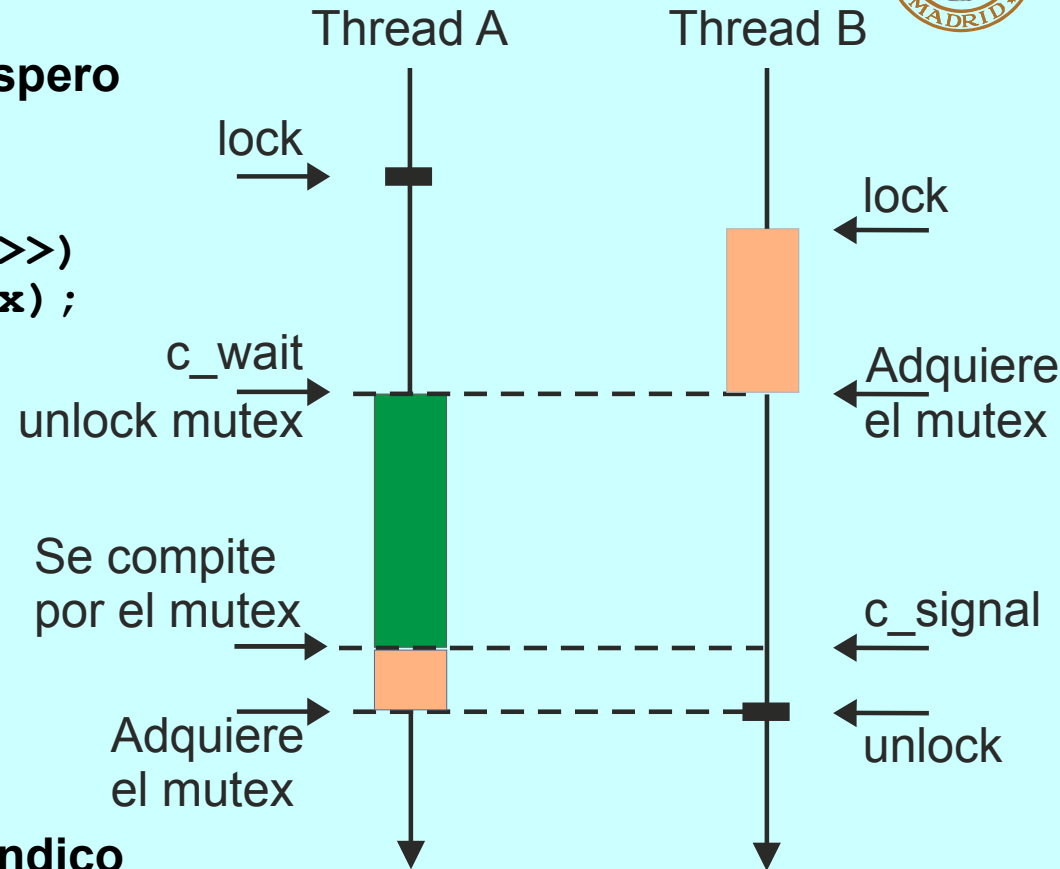 MADRID
Thread A
Thread B
spero
lock
lock
>>)
x);
c_wait
unlock mutex
Adquiere
el mutex
Se compite
por el mutex
c_signal
Adquiere
el mutex
unlock
ndico